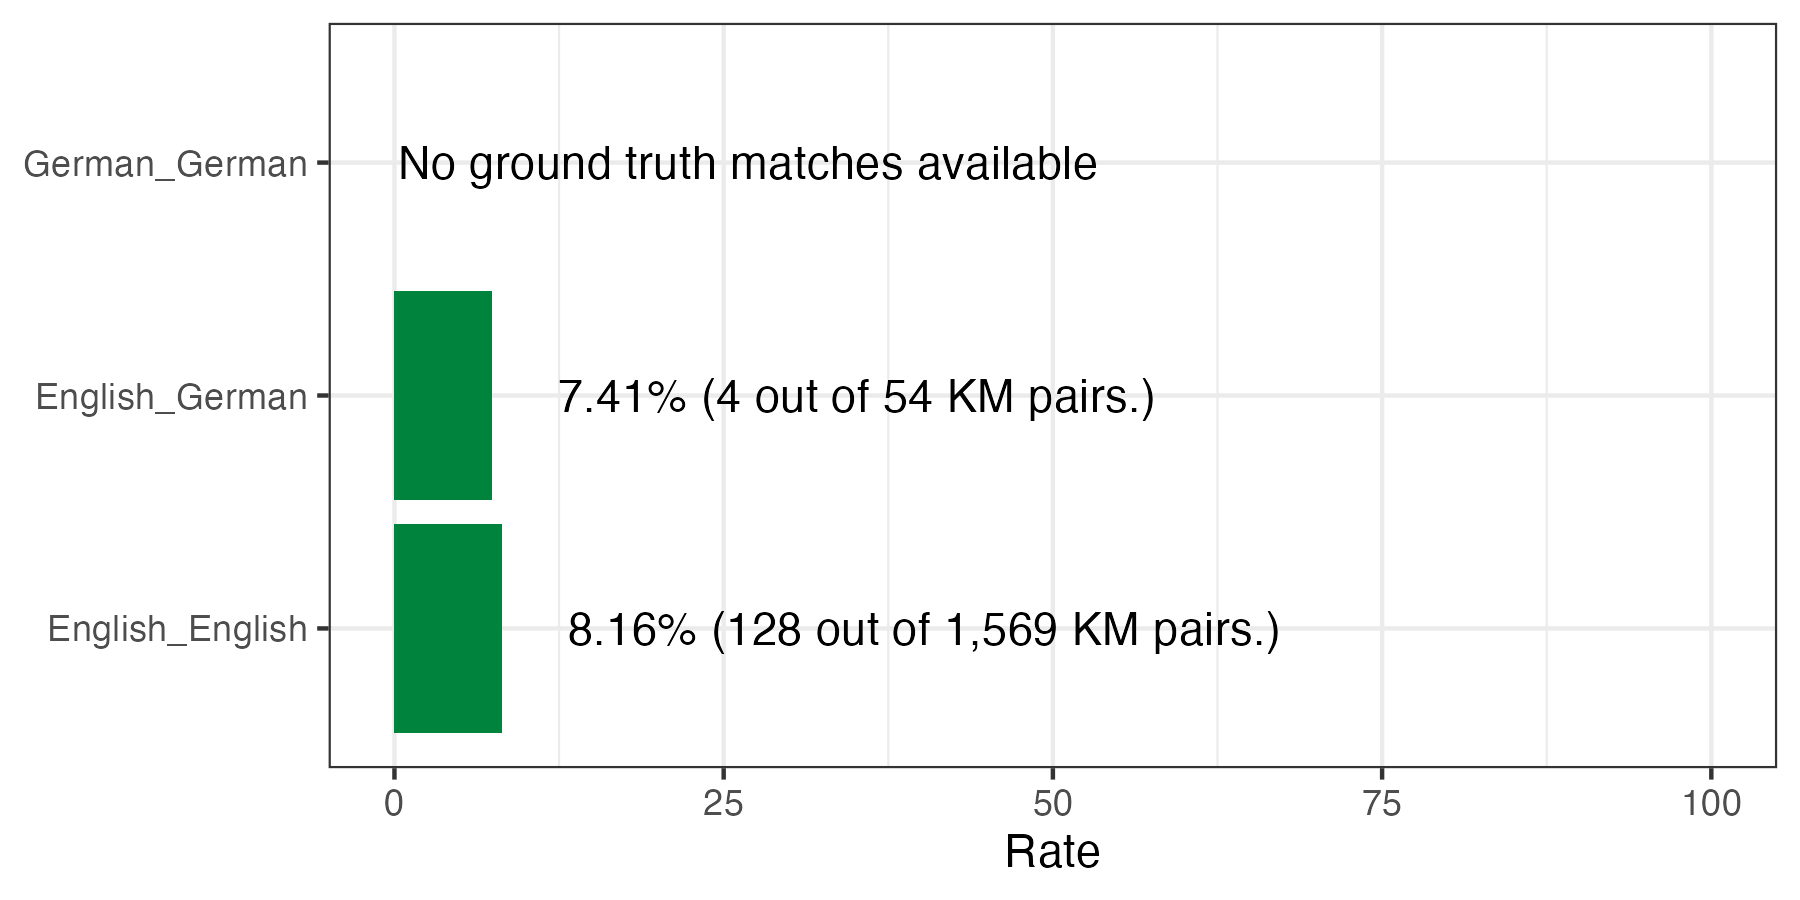 German_German
No ground truth matches available
English_German
7.41% (4 out of 54 KM pairs.)
English_English
8.16% (128 out of 1,569 KM pairs.)
0 25 50 75 100
Rate